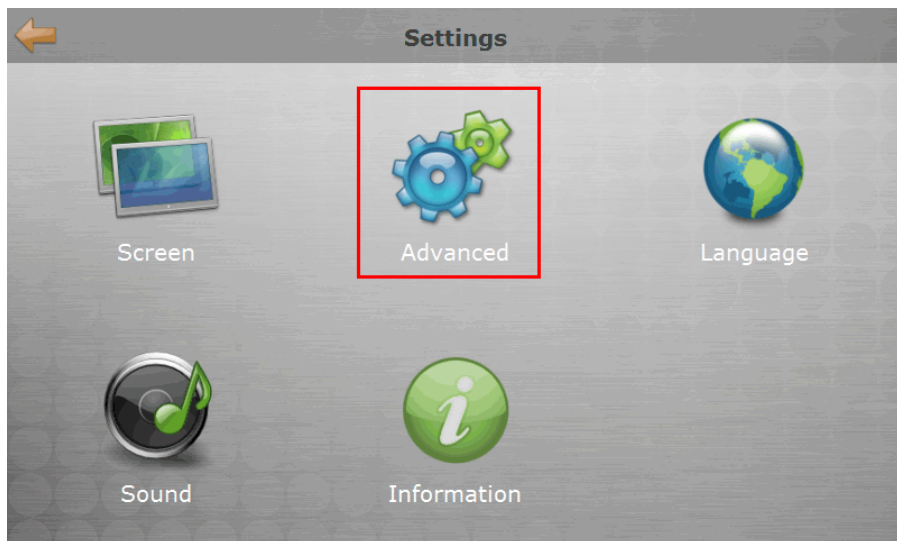 Settings
Screen
Advanced
Language
Sound
Information